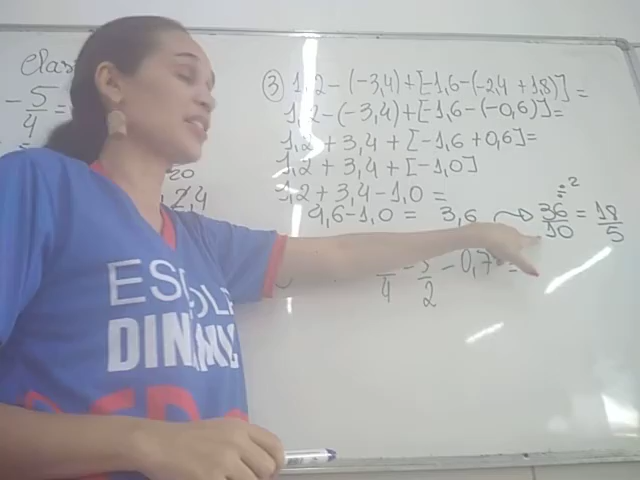 Clas
- 5/4 =
20
2,4
③ 1,2 - (-3,4) + [-1,6 - (-2,4 + 1,8)] =
1,2 - (-3,4) + [-1,6 - (-0,6)] =
1,2 + 3,4 + [-1,6 + 0,6] =
1,2 + 3,4 + [-1,0]
1,2 + 3,4 - 1,0 =
4,6 - 1,0 = 3,6 → 36/10 ÷2 = 18/5
/4 - 5/2 - 0,7
ES
DINAMIC